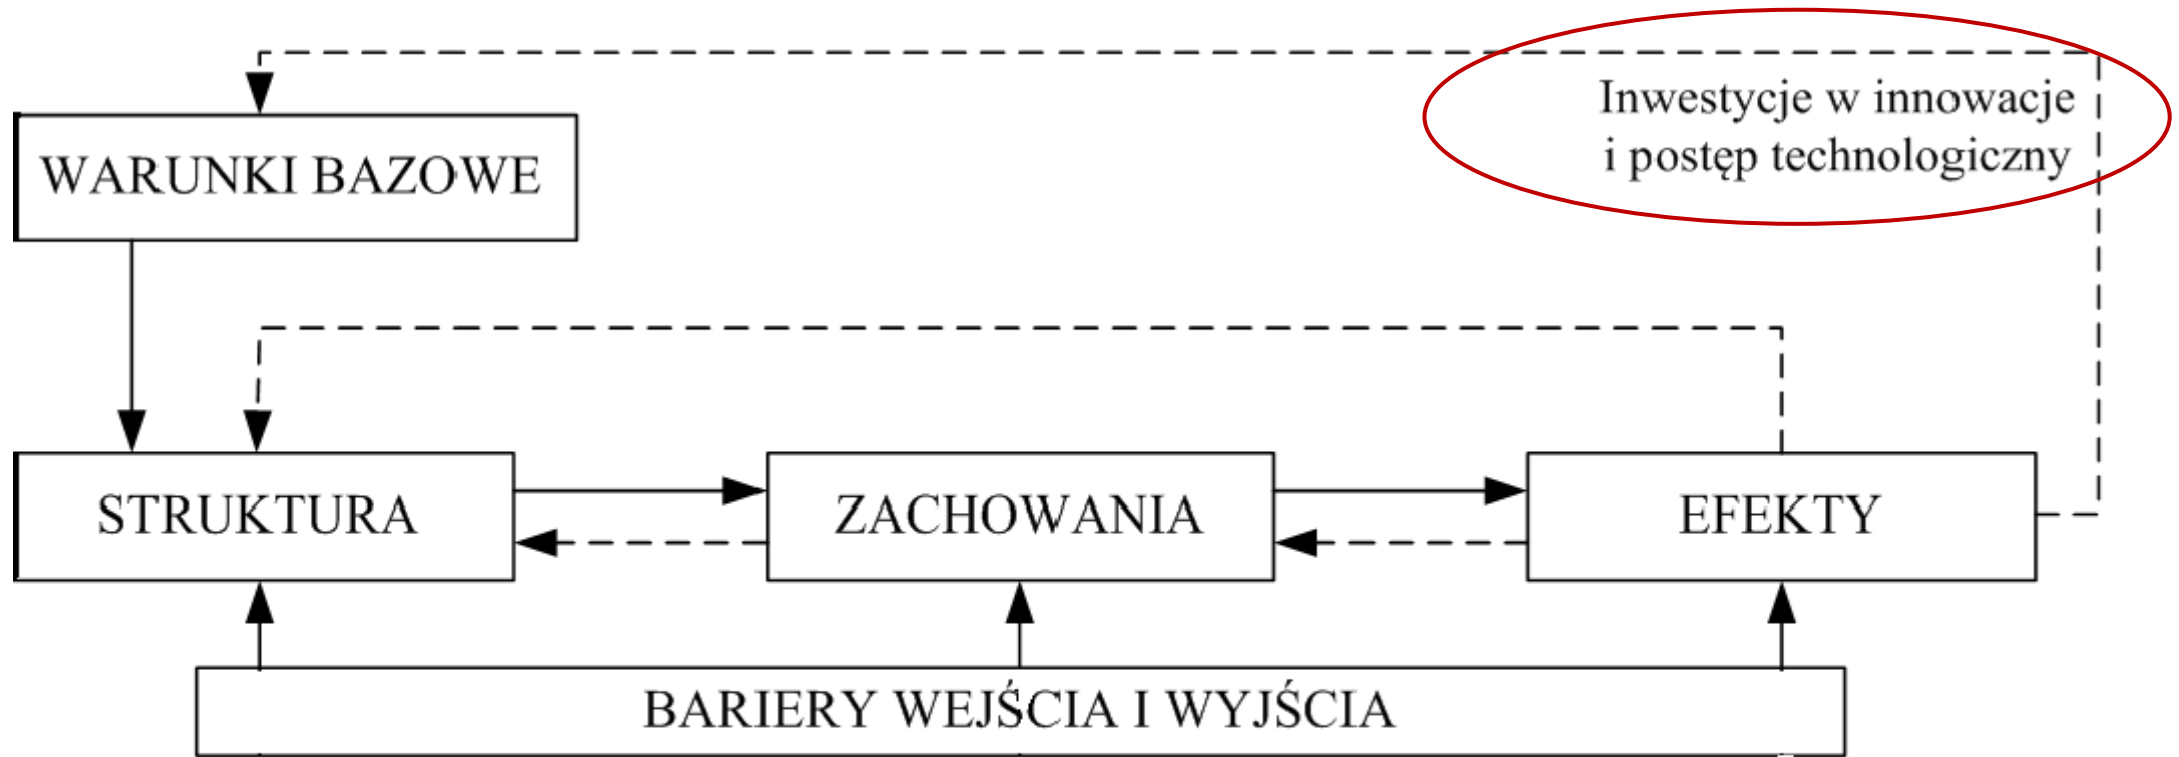 Inwestycje w innowacje
i postęp technologiczny
WARUNKI BAZOWE
STRUKTURA
ZACHOWANIA
EFEKTY
BARIERY WEJŚCIA I WYJŚCIA